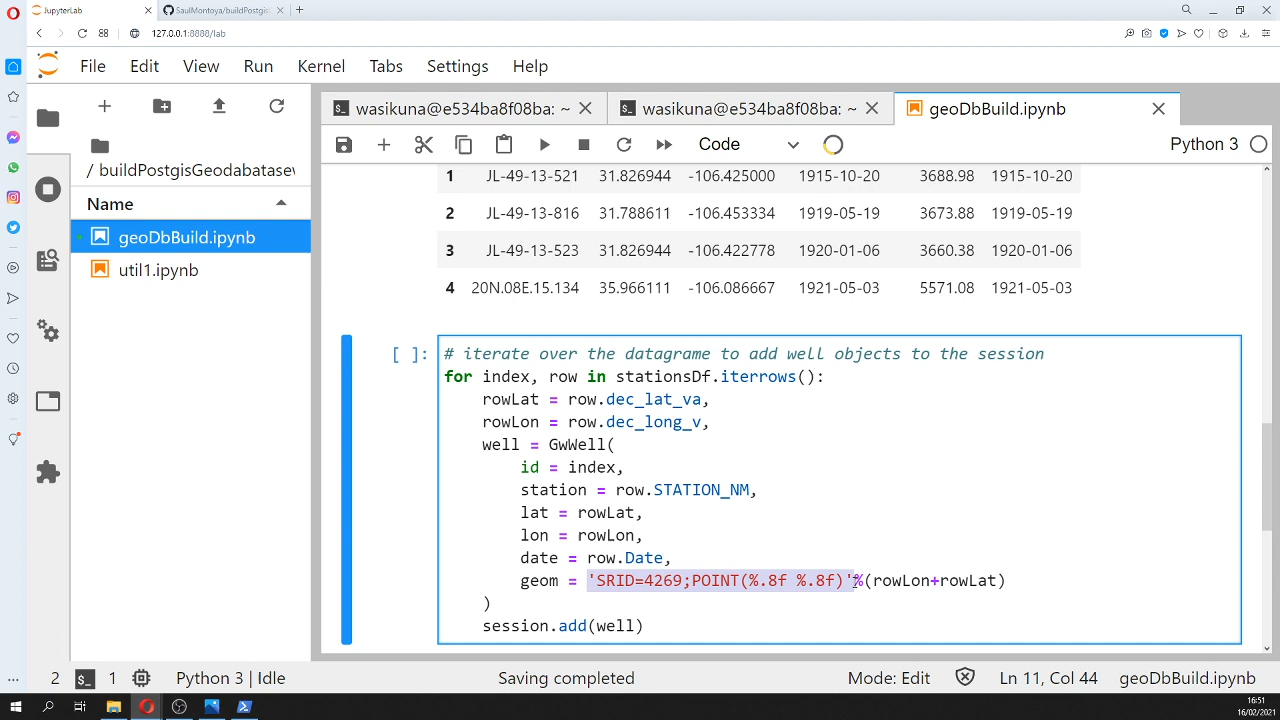 JupyterLab
SaulMontoya/buildPostgis
127.0.0.1:8888/lab
File Edit View Run Kernel Tabs Settings Help
/ buildPostgisGeodabatasev
Name
geoDbBuild.ipynb
util1.ipynb
wasikuna@e534ba8f08ba: ~
wasikuna@e534ba8f08ba: ~
geoDbBuild.ipynb
Code
Python 3
1 JL-49-13-521 31.826944 -106.425000 1915-10-20 3688.98 1915-10-20
2 JL-49-13-816 31.788611 -106.453334 1919-05-19 3673.88 1919-05-19
3 JL-49-13-523 31.826944 -106.422778 1920-01-06 3660.38 1920-01-06
4 20N.08E.15.134 35.966111 -106.086667 1921-05-03 5571.08 1921-05-03
[ ]: # iterate over the datagrame to add well objects to the session
for index, row in stationsDf.iterrows():
rowLat = row.dec_lat_va,
rowLon = row.dec_long_v,
well = GwWell(
id = index,
station = row.STATION_NM,
lat = rowLat,
lon = rowLon,
date = row.Date,
geom = 'SRID=4269;POINT(%.8f %.8f)'%(rowLon+rowLat)
)
session.add(well)
2 1 Python 3 | Idle Saving completed Mode: Edit Ln 11, Col 44 geoDbBuild.ipynb
16:51
16/02/2021